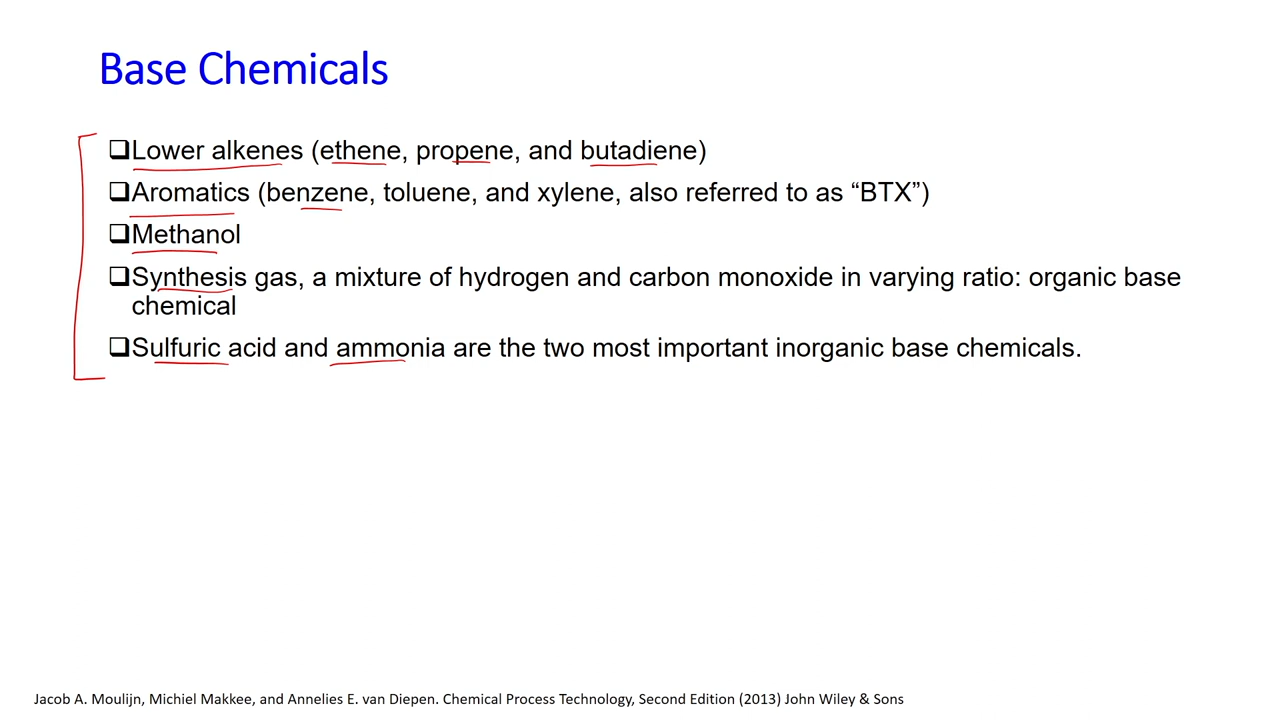 Base Chemicals
❑Lower alkenes (ethene, propene, and butadiene)
❑Aromatics (benzene, toluene, and xylene, also referred to as “BTX”)
❑Methanol
❑Synthesis gas, a mixture of hydrogen and carbon monoxide in varying ratio: organic base
chemical
❑Sulfuric acid and ammonia are the two most important inorganic base chemicals.
Jacob A. Moulijn, Michiel Makkee, and Annelies E. van Diepen. Chemical Process Technology, Second Edition (2013) John Wiley & Sons